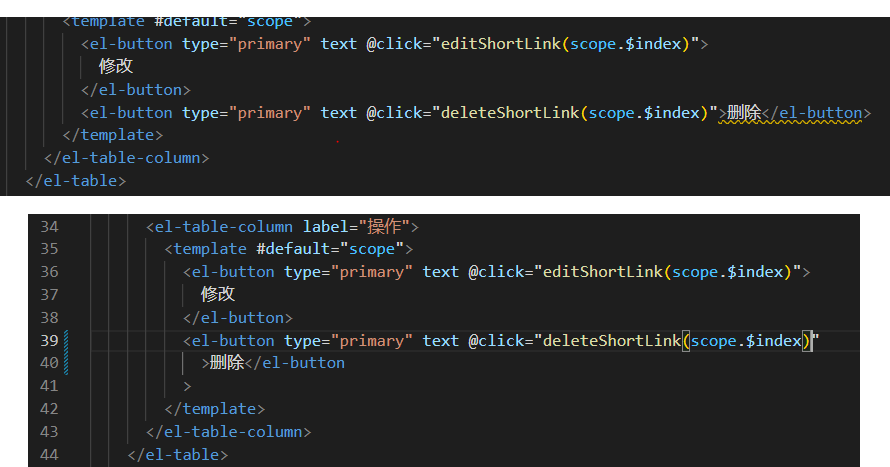 <template #default="scope">
<el-button type="primary" text @click="editShortLink(scope.$index)">
修改
</el-button>
<el-button type="primary" text @click="deleteShortLink(scope.$index)">删除</el-button>
</template>
</el-table-column>
</el-table>
34 <el-table-column label="操作">
35 <template #default="scope">
36 <el-button type="primary" text @click="editShortLink(scope.$index)">
37 修改
38 </el-button>
39 <el-button type="primary" text @click="deleteShortLink(scope.$index)"
40 >删除</el-button
41 >
42 </template>
43 </el-table-column>
44 </el-table>